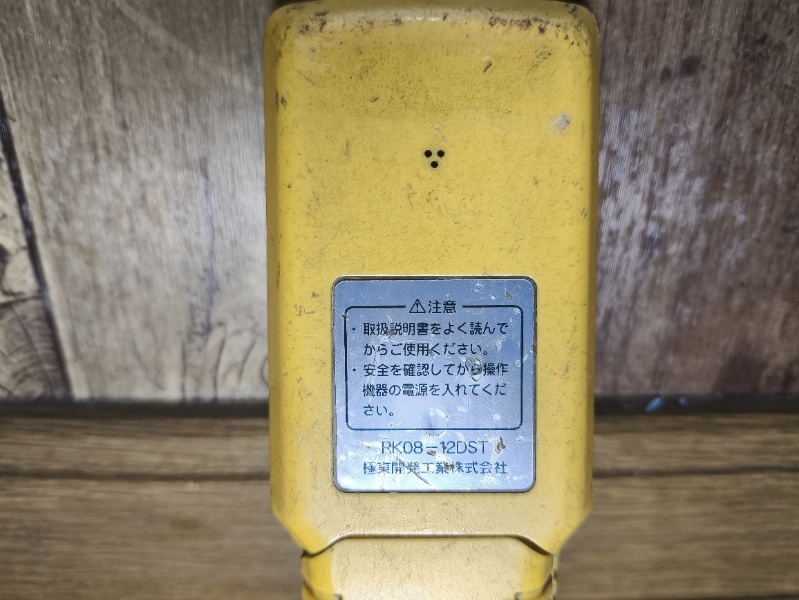 ⚠注意
・取扱説明書をよく読んで
からご使用ください。
・安全を確認してから操作
機器の電源を入れてくだ
さい。
RK08-12DST
極東開発工業株式会社